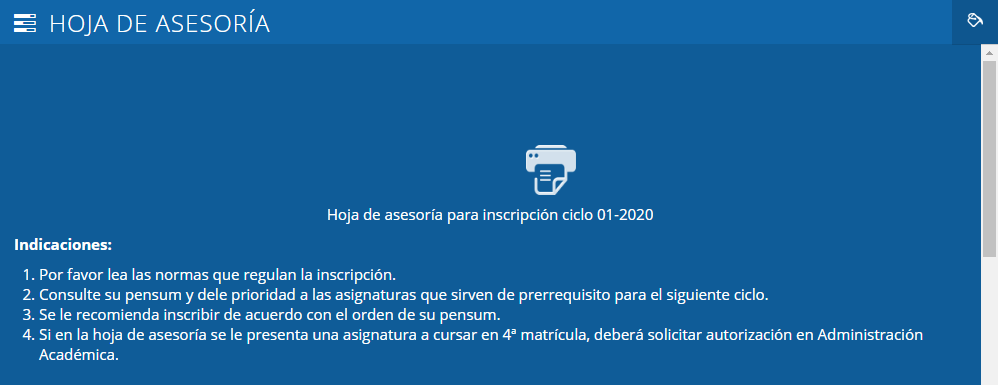 HOJA DE ASESORÍA
Hoja de asesoría para inscripción ciclo 01-2020
Indicaciones:
1. Por favor lea las normas que regulan la inscripción.
2. Consulte su pensum y dele prioridad a las asignaturas que sirven de prerrequisito para el siguiente ciclo.
3. Se le recomienda inscribir de acuerdo con el orden de su pensum.
4. Si en la hoja de asesoría se le presenta una asignatura a cursar en 4ª matrícula, deberá solicitar autorización en Administración
Académica.